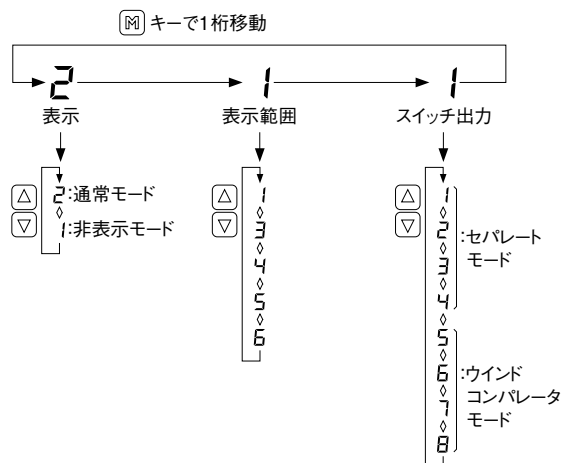 M キーで1桁移動
2 1 1
表示 表示範囲 スイッチ出力
2:通常モード
1:非表示モード
1
3
4
5
6
1
2
3
4
:セパレート
モード
5
6
7
8
:ウインド
コンパレータ
モード